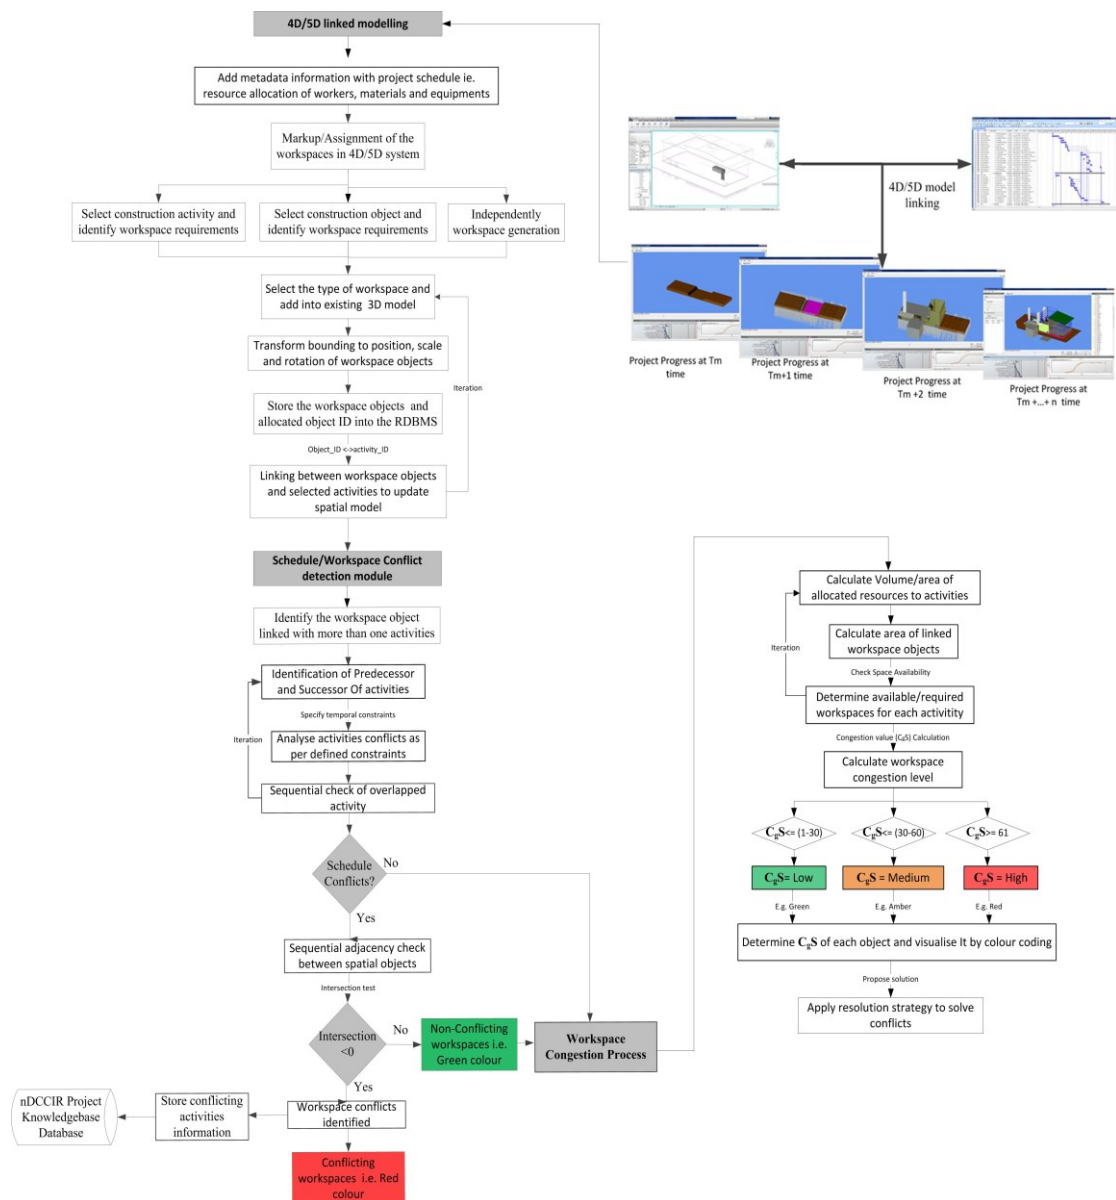 4D/5D linked modelling
Add metadata information with project schedule ie.
resource allocation of workers, materials and equipments
Markup/Assignment of the
workspaces in 4D/5D system
Select construction activity and
identify workspace requirements
Select construction object and
identify workspace requirements
Independently
workspace generation
Select the type of workspace and
add into existing 3D model
Transform bounding to position, scale
and rotation of workspace objects
Iteration
Store the workspace objects and
allocated object ID into the RDBMS
Object_ID <->activity_ID
Linking between workspace objects
and selected activities to update
spatial model
4D/5D model
linking
Project Progress at Tm
time
Project Progress at
Tm+1 time
Project Progress at
Tm +2 time
Project Progress at
Tm +...+ n time
Schedule/Workspace Conflict
detection module
Identify the workspace object
linked with more than one activities
Identification of Predecessor
and Successor Of activities
Specify temporal constraints
Iteration
Analyse activities conflicts as
per defined constraints
Sequential check of overlapped
activity
Schedule
Conflicts?
No
Yes
Sequential adjacency check
between spatial objects
Intersection test
Intersection
<0
No
Yes
Non-Conflicting
workspaces i.e.
Green colour
Workspace
Congestion Process
Workspace conflicts
identified
Store conflicting
activities
information
nDCCIR Project
Knowledgebase
Database
Conflicting
workspaces i.e. Red
colour
Calculate Volume/area of
allocated resources to activities
Calculate area of linked
workspace objects
Iteration
Check Space Availability
Determine available/required
workspaces for each activitity
Congestion value (CgS) Calculation
Calculate workspace
congestion level
CgS<= (1-30)
CgS<= (30-60)
CgS>= 61
CgS= Low
CgS = Medium
CgS = High
E.g. Green
E.g. Amber
E.g. Red
Determine CgS of each object and visualise It by colour coding
Propose solution
Apply resolution strategy to solve
conflicts